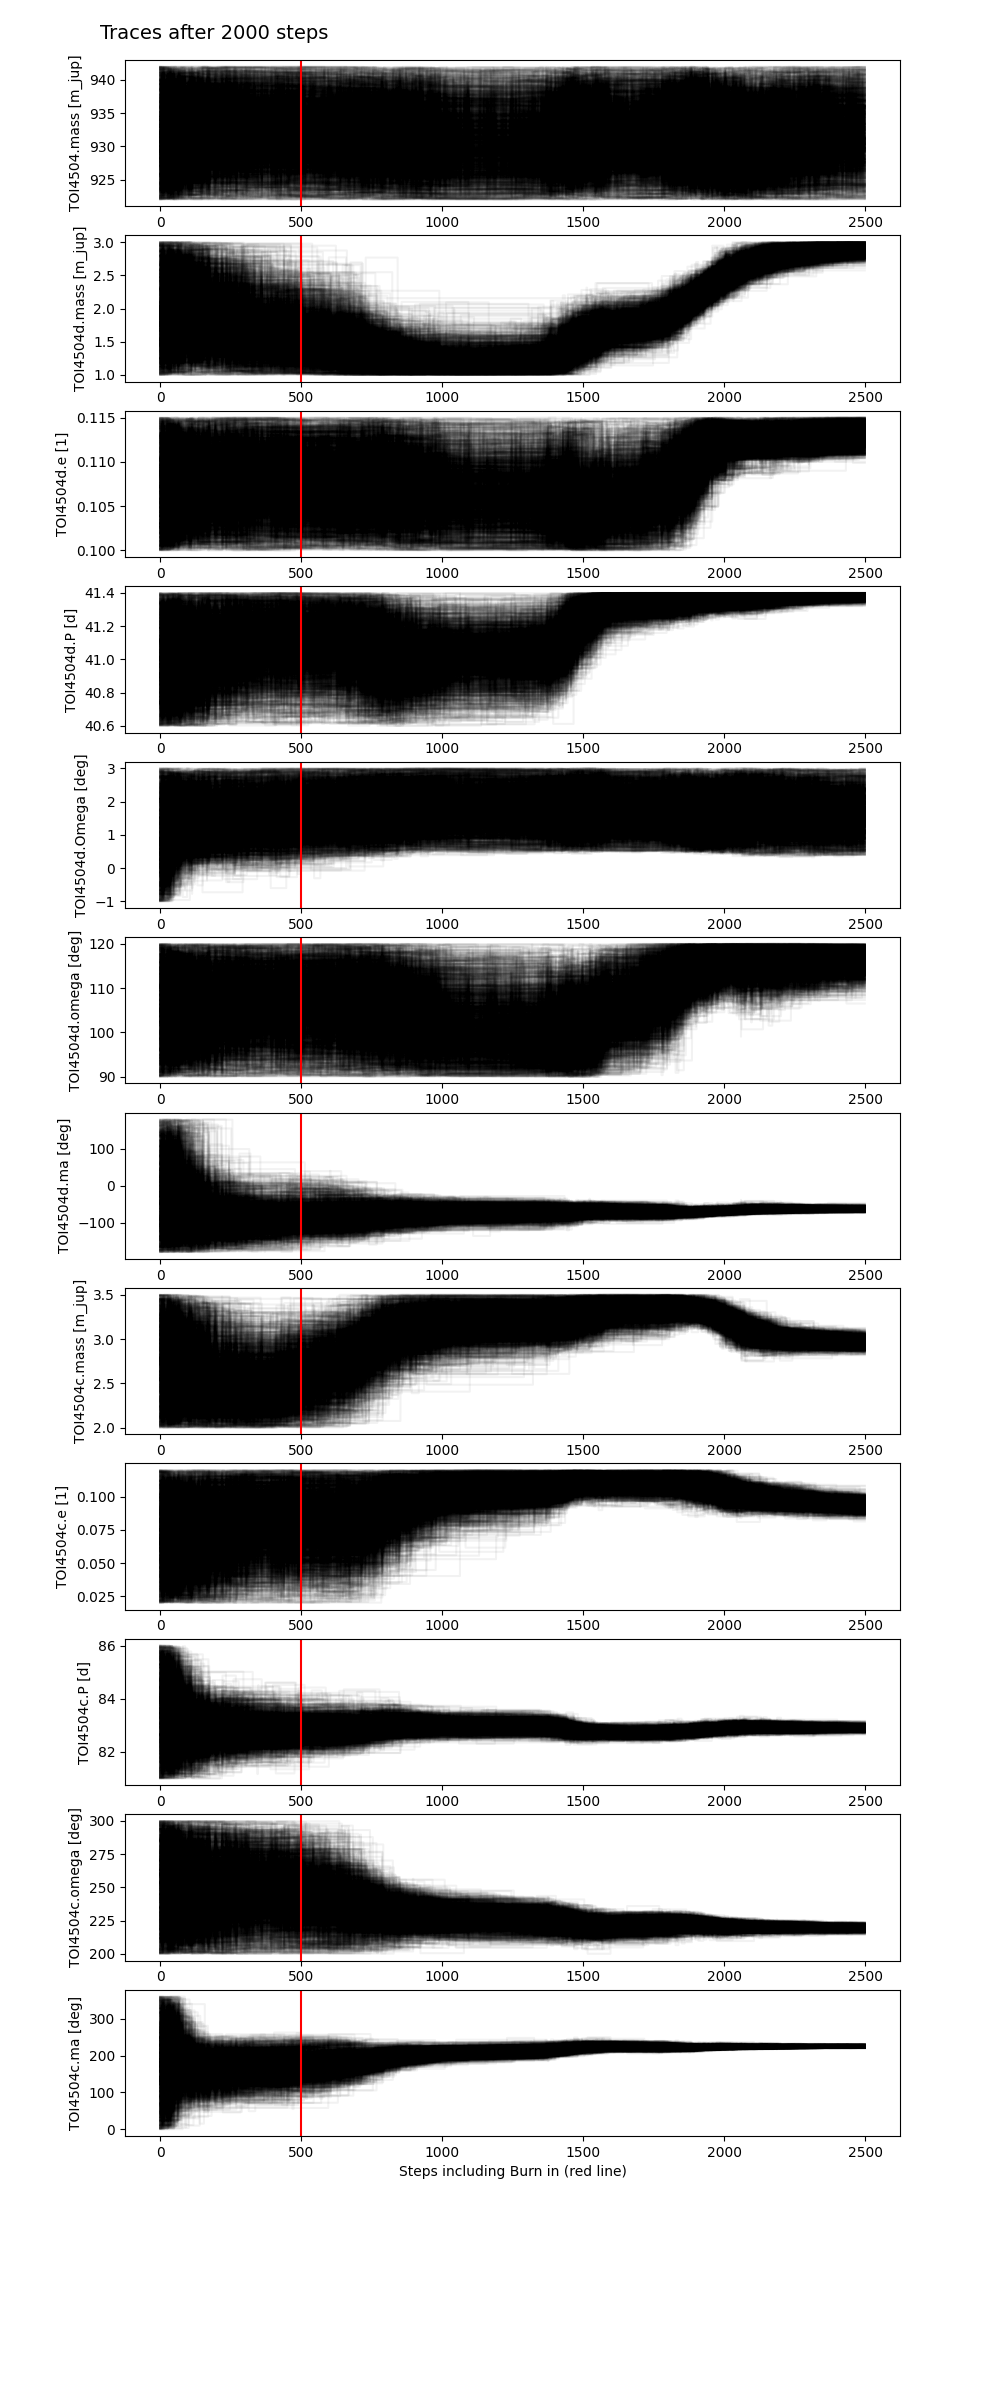 Traces after 2000 steps
TOI4504.mass [m_jup]
940
935
930
925
0 500 1000 1500 2000 2500
TOI4504d.mass [m_jup]
3.0
2.5
2.0
1.5
1.0
0 500 1000 1500 2000 2500
TOI4504d.e [1]
0.115
0.110
0.105
0.100
0 500 1000 1500 2000 2500
TOI4504d.P [d]
41.4
41.2
41.0
40.8
40.6
0 500 1000 1500 2000 2500
TOI4504d.Omega [deg]
3
2
1
0
−1
0 500 1000 1500 2000 2500
TOI4504d.omega [deg]
120
110
100
90
0 500 1000 1500 2000 2500
TOI4504d.ma [deg]
100
0
−100
0 500 1000 1500 2000 2500
TOI4504c.mass [m_jup]
3.5
3.0
2.5
2.0
0 500 1000 1500 2000 2500
TOI4504c.e [1]
0.100
0.075
0.050
0.025
0 500 1000 1500 2000 2500
TOI4504c.P [d]
86
84
82
0 500 1000 1500 2000 2500
TOI4504c.omega [deg]
300
275
250
225
200
0 500 1000 1500 2000 2500
TOI4504c.ma [deg]
300
200
100
0
0 500 1000 1500 2000 2500
Steps including Burn in (red line)